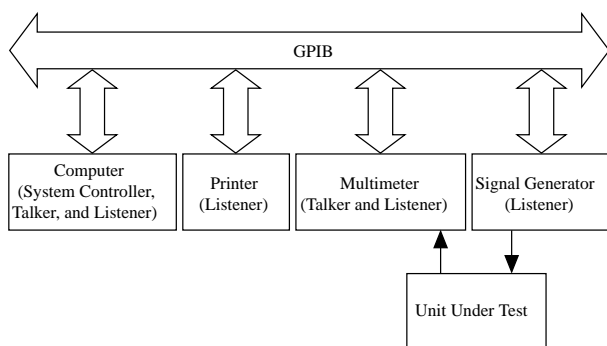 GPIB
Computer
(System Controller,
Talker, and Listener)
Printer
(Listener)
Multimeter
(Talker and Listener)
Signal Generator
(Listener)
Unit Under Test